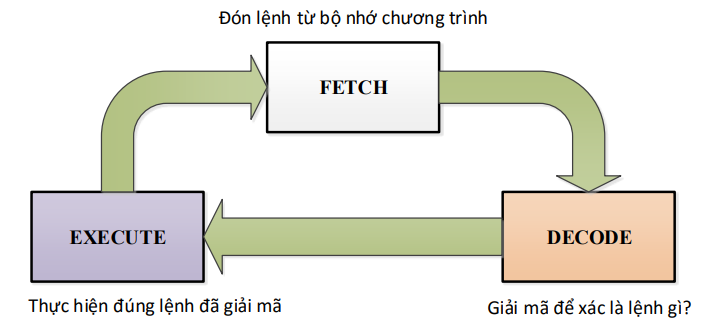 Đón lệnh từ bộ nhớ chương trình
FETCH
EXECUTE
DECODE
Thực hiện đúng lệnh đã giải mã
Giải mã để xác là lệnh gì?